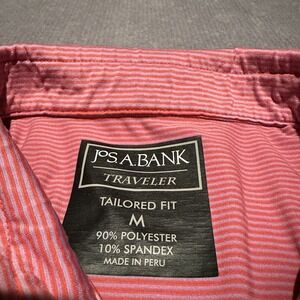 JOS. A. BANK
TRAVELER
TAILORED FIT
M
90% POLYESTER
10% SPANDEX
MADE IN PERU